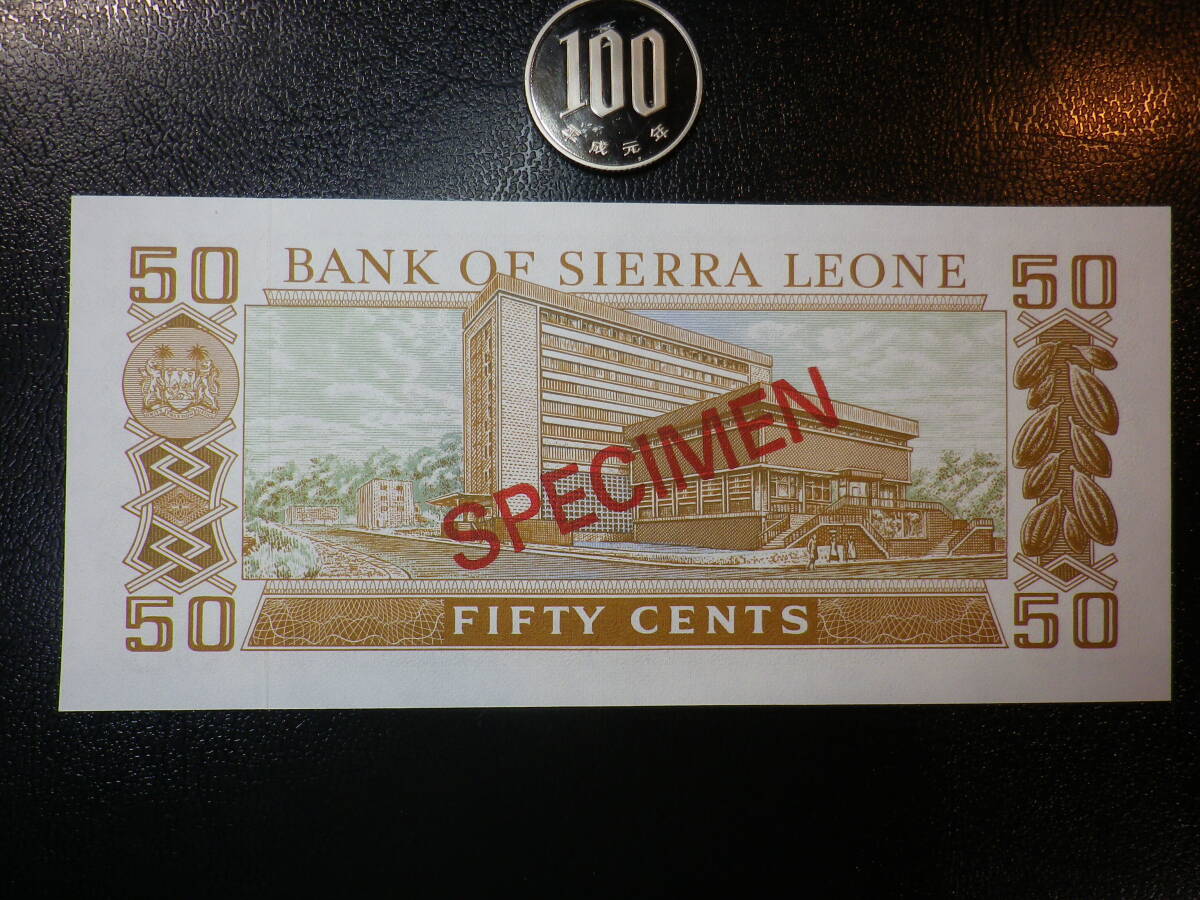 100
平成元年
50 BANK OF SIERRA LEONE 50
SPECIMEN
50 FIFTY CENTS 50